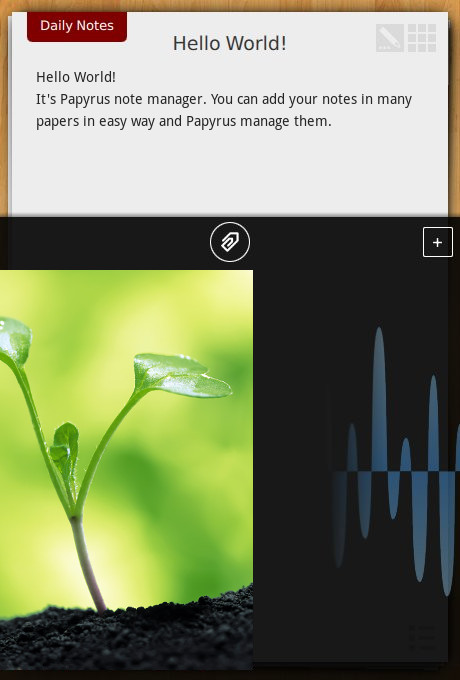 Daily Notes
Hello World!
Hello World!
It's Papyrus note manager. You can add your notes in many
papers in easy way and Papyrus manage them.